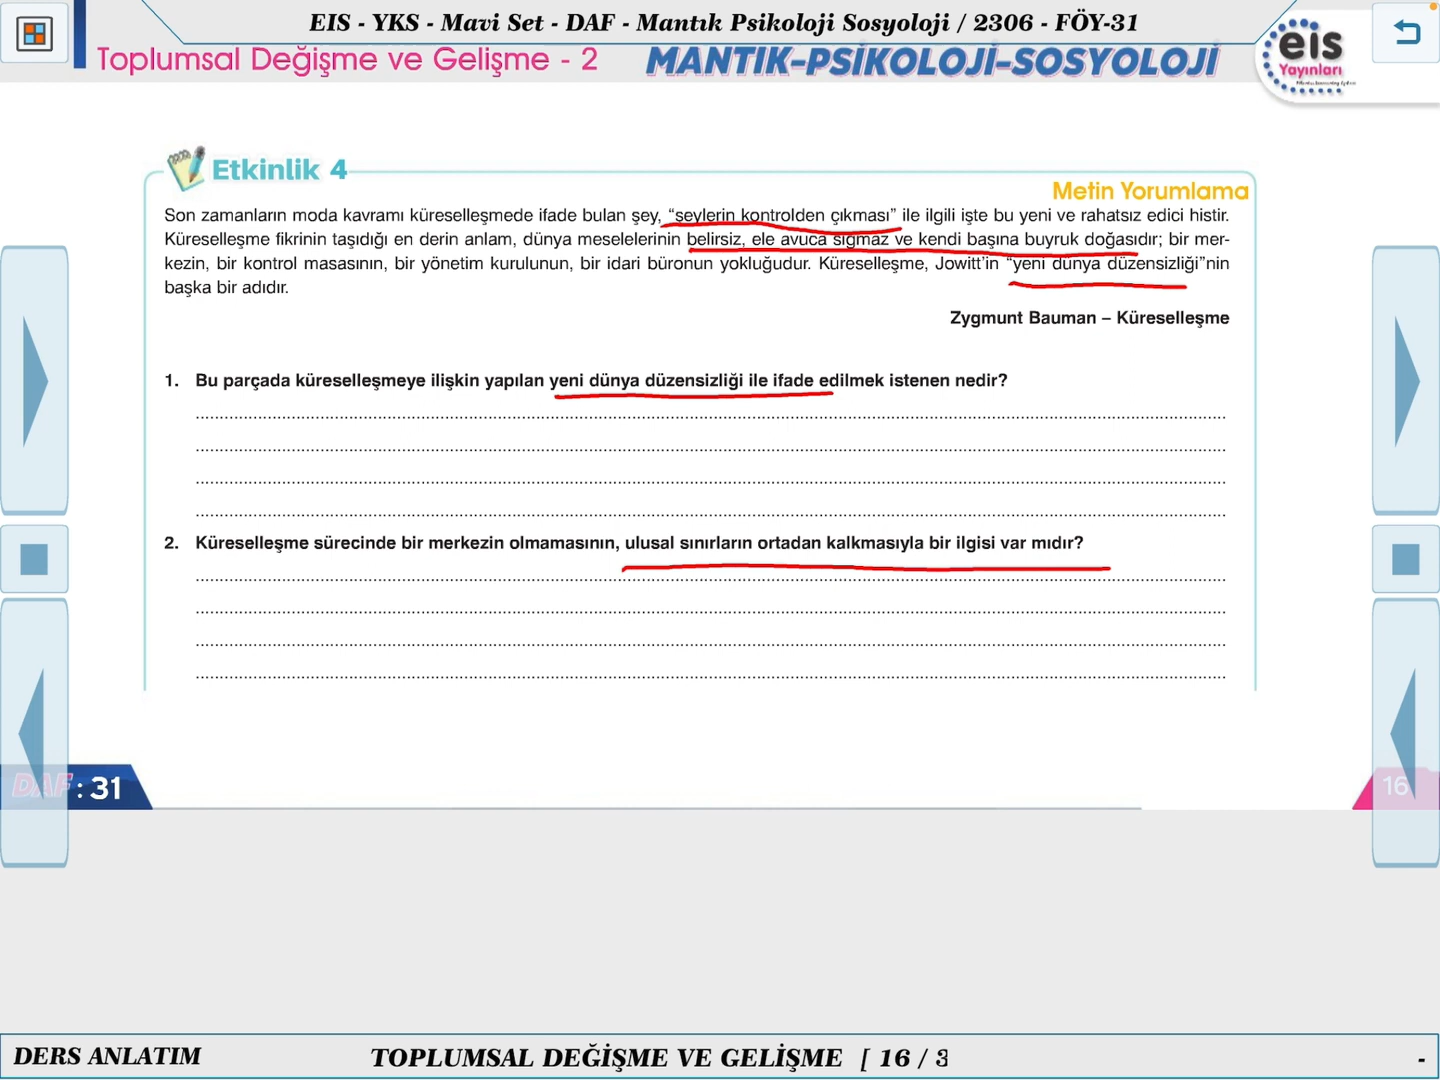 EIS - YKS - Mavi Set - DAF - Mantık Psikoloji Sosyoloji / 2306 - FÖY-31
Toplumsal Değişme ve Gelişme - 2
MANTIK-PSİKOLOJİ-SOSYOLOJİ
eis
Yayınları
Etkinlik 4
Metin Yorumlama
Son zamanların moda kavramı küreselleşmede ifade bulan şey, “şeylerin kontrolden çıkması” ile ilgili işte bu yeni ve rahatsız edici histir.
Küreselleşme fikrinin taşıdığı en derin anlam, dünya meselelerinin belirsiz, ele avuca sığmaz ve kendi başına buyruk doğasıdır; bir mer-
kezin, bir kontrol masasının, bir yönetim kurulunun, bir idari büronun yokluğudur. Küreselleşme, Jowitt’in “yeni dünya düzensizliği”nin
başka bir adıdır.
Zygmunt Bauman – Küreselleşme
1. Bu parçada küreselleşmeye ilişkin yapılan yeni dünya düzensizliği ile ifade edilmek istenen nedir?
2. Küreselleşme sürecinde bir merkezin olmamasının, ulusal sınırların ortadan kalkmasıyla bir ilgisi var mıdır?
DAF : 31
16
DERS ANLATIM
TOPLUMSAL DEĞİŞME VE GELİŞME [ 16 / 3
-